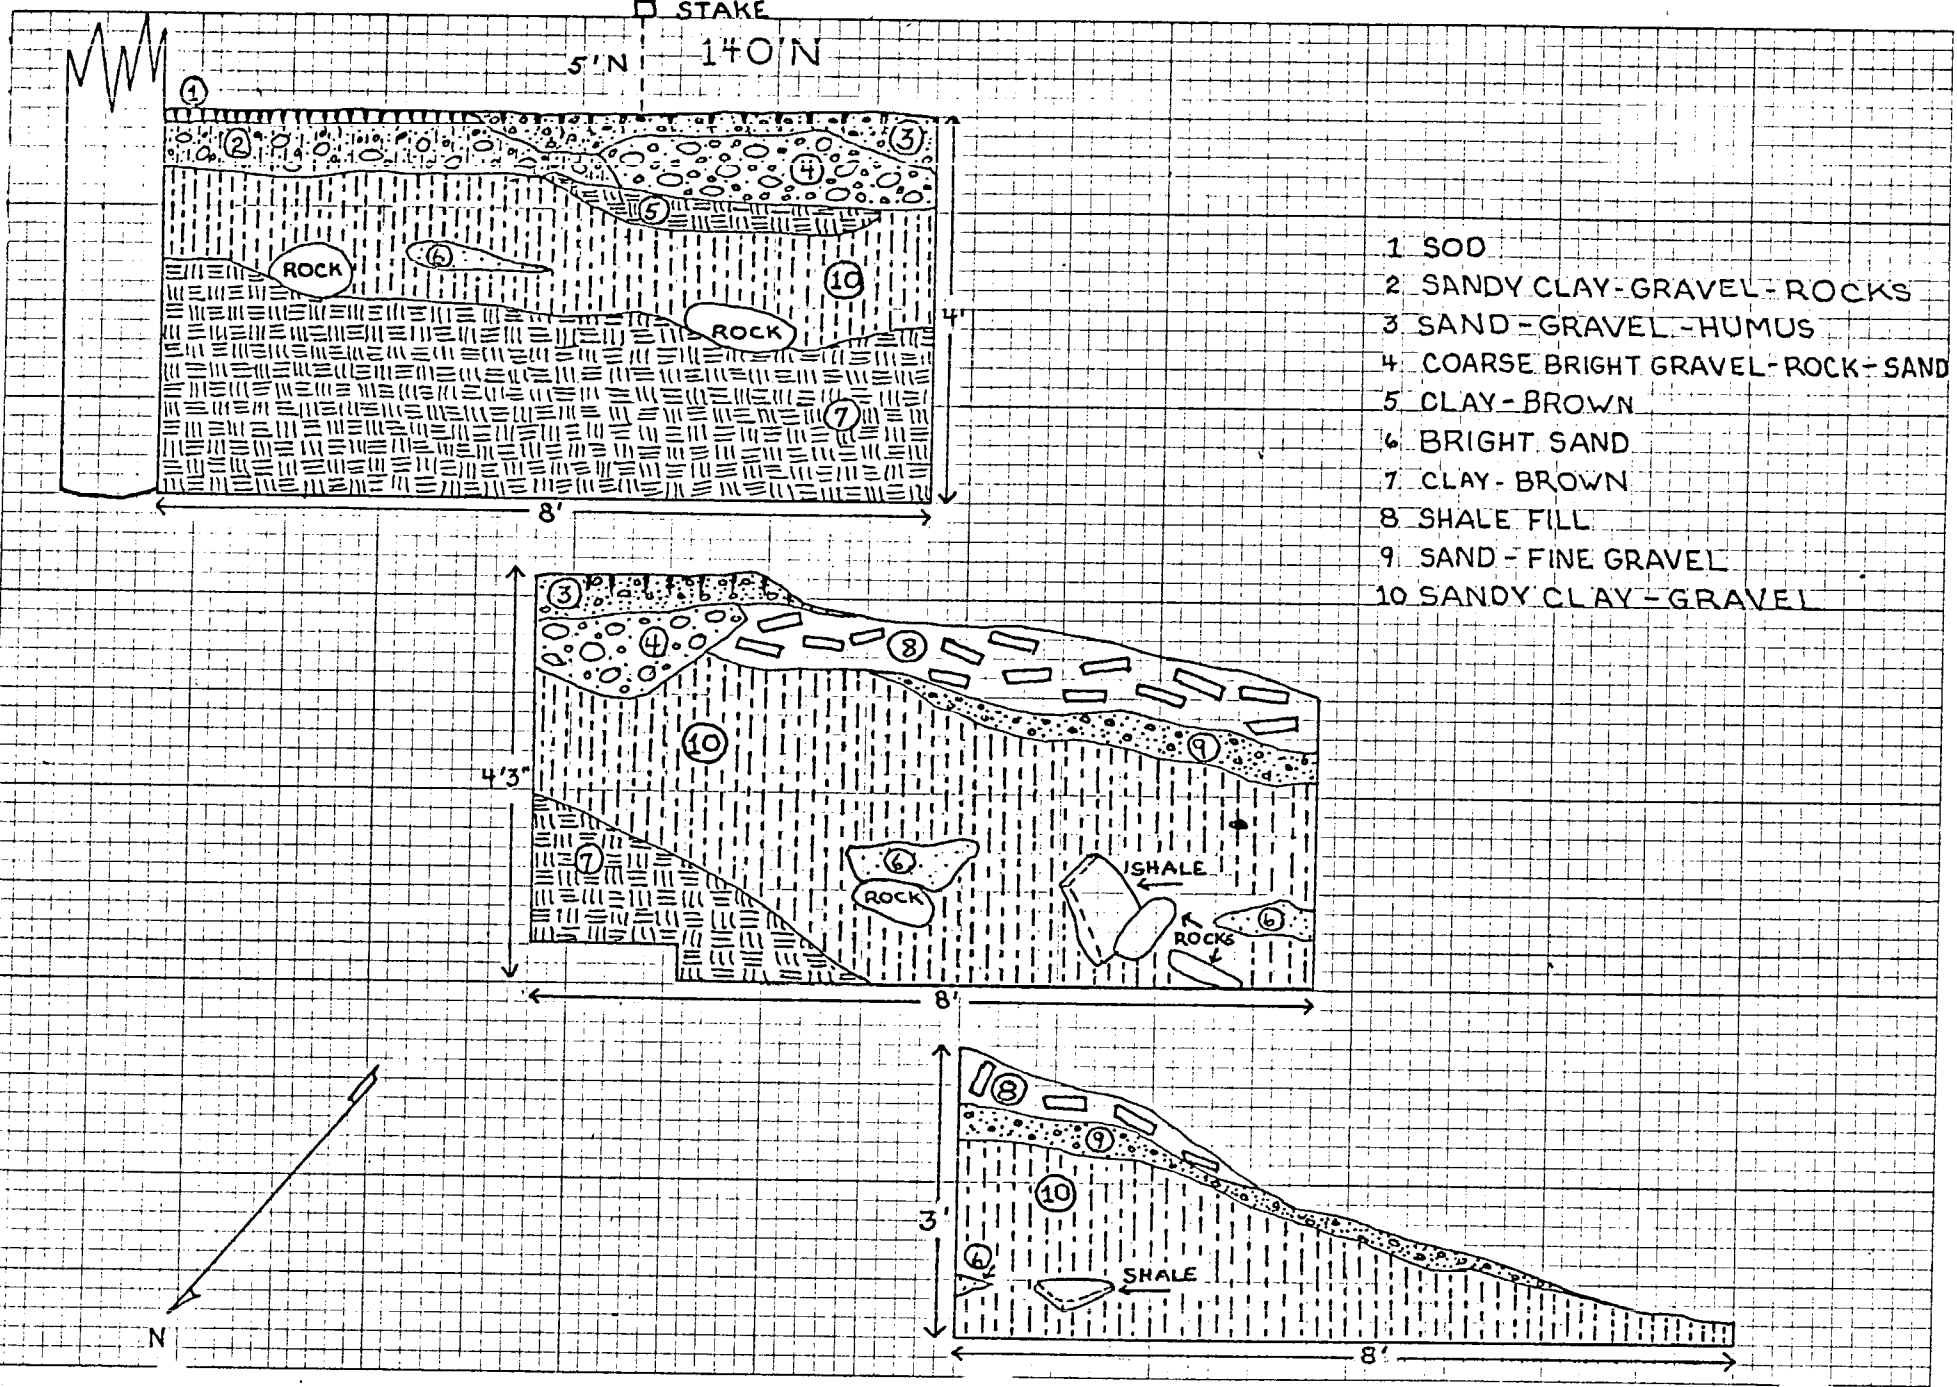 STAKE
5'N 140'N
1
2
3
4
5
6
ROCK
10
ROCK
4'
7
8'
1 SOD
2 SANDY CLAY-GRAVEL-ROCKS
3 SAND-GRAVEL-HUMUS
4 COARSE BRIGHT GRAVEL-ROCK-SAND
5 CLAY-BROWN
6 BRIGHT SAND
7 CLAY-BROWN
8 SHALE FILL
9 SAND-FINE GRAVEL
10 SANDY CLAY-GRAVEL
3
4
8
10
9
4'3"
7
6
ROCK
SHALE
6
ROCKS
8'
8
9
10
3'
6
SHALE
8'
N